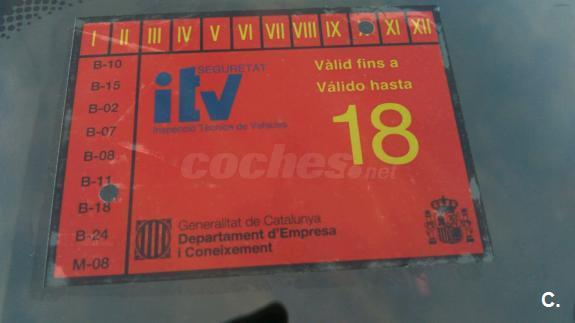 I II III IV V VI VII VIII IX XI XII
B-10
B-15
B-02
B-07
B-08
B-11
B-18
B-24
M-08
SEGURETAT
itv
Inspecció Tècnica de Vehicles
Vàlid fins a
Válido hasta
18
coches.net
Generalitat de Catalunya
Departament d'Empresa
i Coneixement
C.